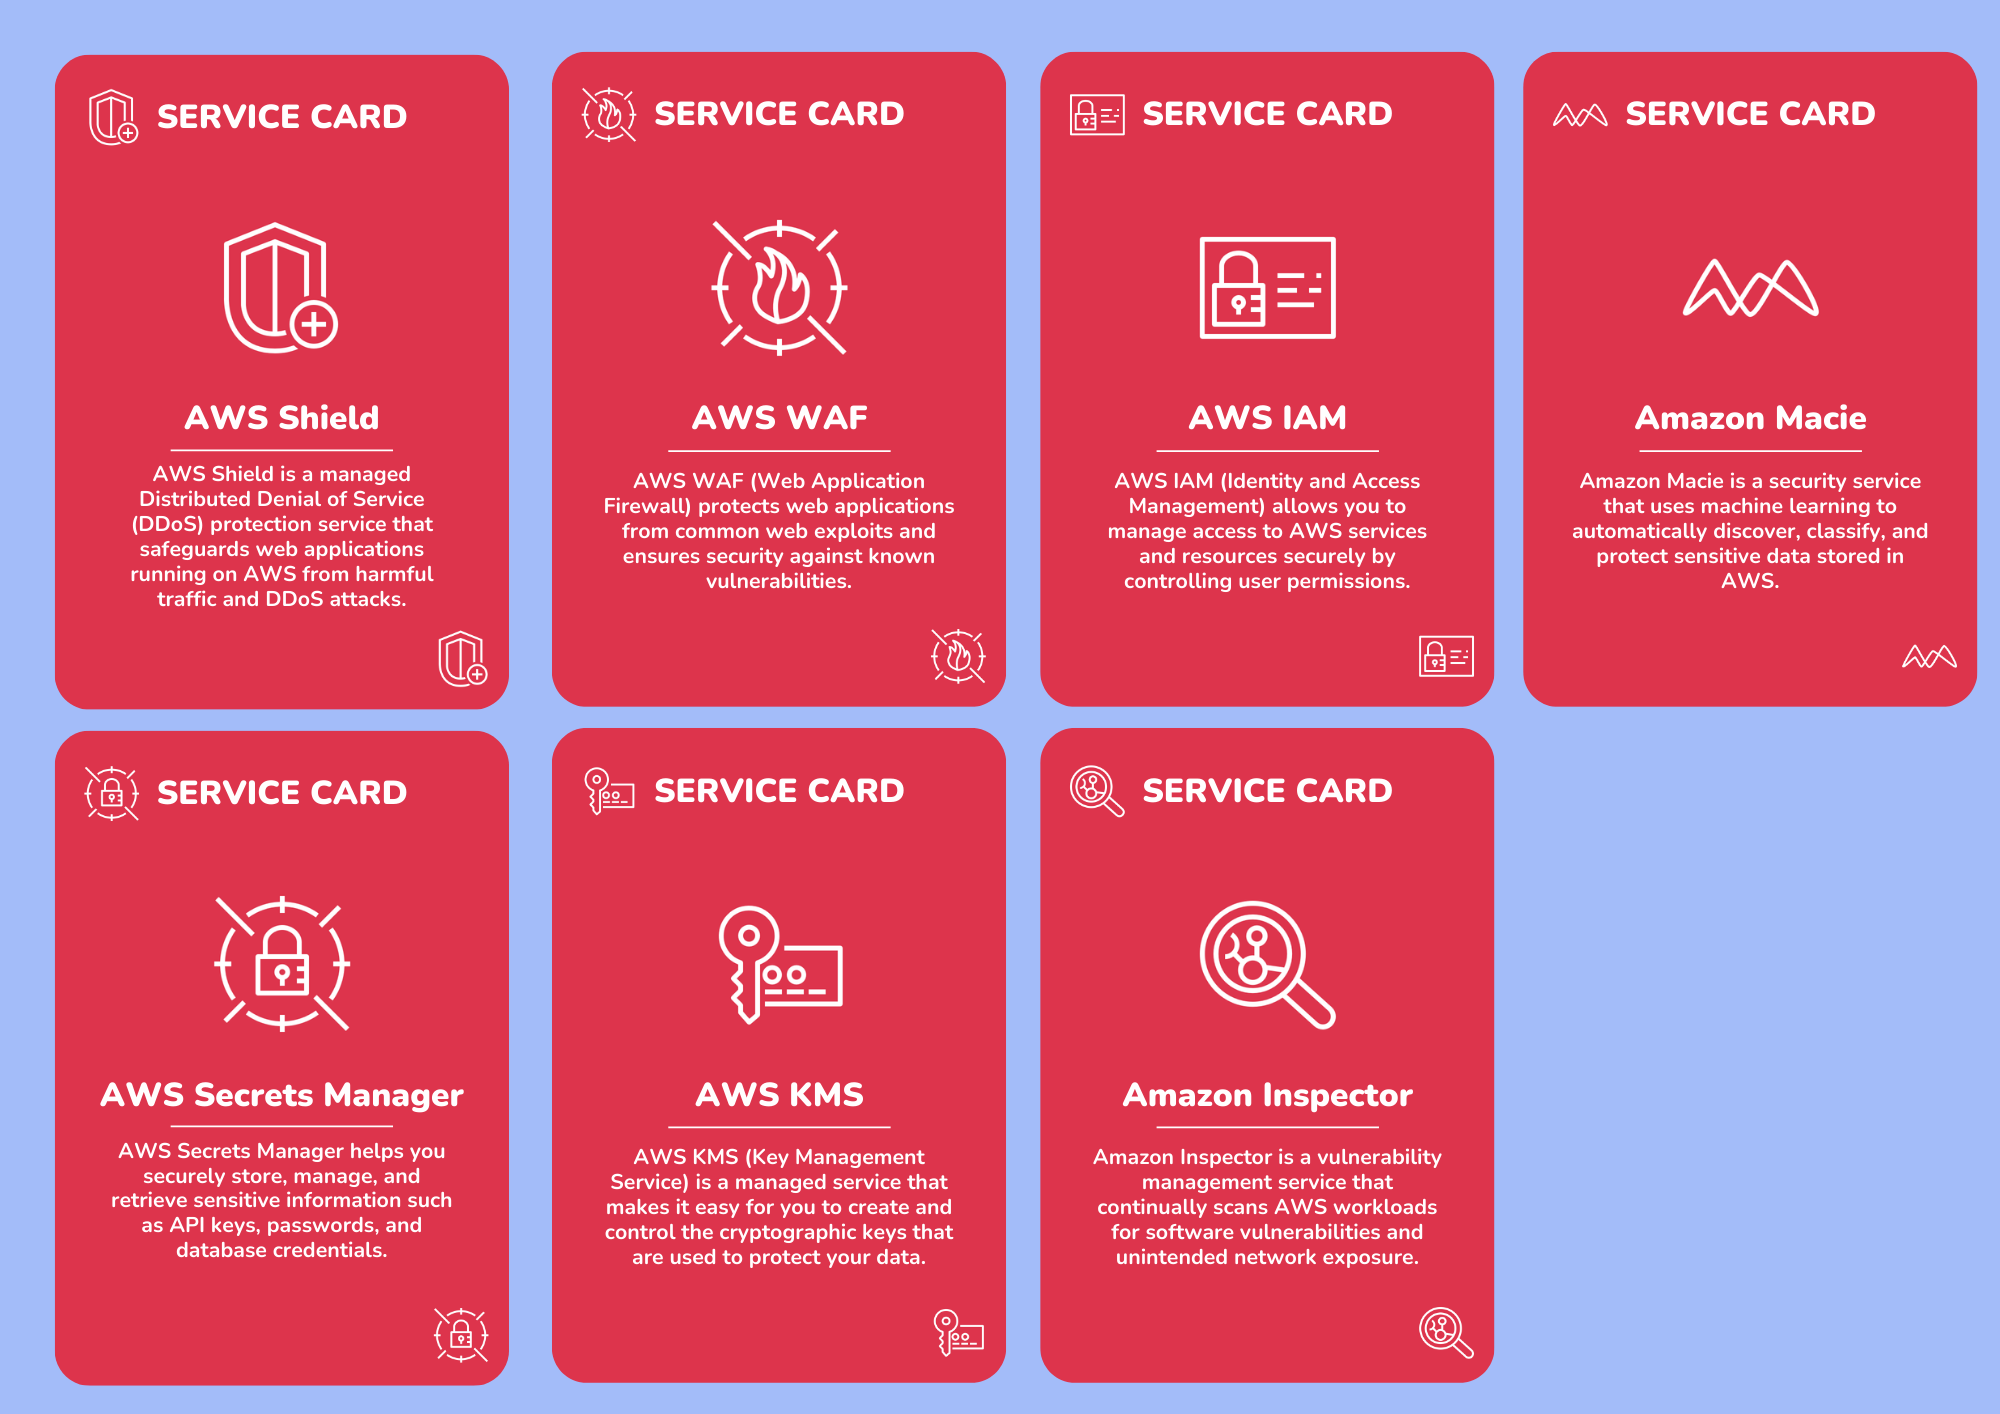 SERVICE CARD
AWS Shield
AWS Shield is a managed
Distributed Denial of Service
(DDoS) protection service that
safeguards web applications
running on AWS from harmful
traffic and DDoS attacks.
SERVICE CARD
AWS WAF
AWS WAF (Web Application
Firewall) protects web applications
from common web exploits and
ensures security against known
vulnerabilities.
SERVICE CARD
AWS IAM
AWS IAM (Identity and Access
Management) allows you to
manage access to AWS services
and resources securely by
controlling user permissions.
SERVICE CARD
Amazon Macie
Amazon Macie is a security service
that uses machine learning to
automatically discover, classify, and
protect sensitive data stored in
AWS.
SERVICE CARD
AWS Secrets Manager
AWS Secrets Manager helps you
securely store, manage, and
retrieve sensitive information such
as API keys, passwords, and
database credentials.
SERVICE CARD
AWS KMS
AWS KMS (Key Management
Service) is a managed service that
makes it easy for you to create and
control the cryptographic keys that
are used to protect your data.
SERVICE CARD
Amazon Inspector
Amazon Inspector is a vulnerability
management service that
continually scans AWS workloads
for software vulnerabilities and
unintended network exposure.